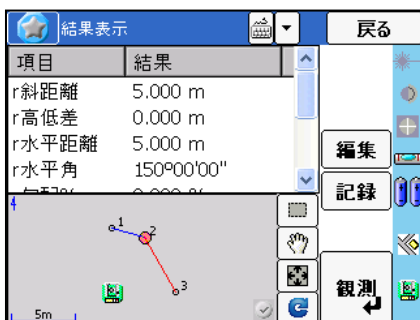 結果表示
戻る
項目 結果
r斜距離 5.000 m
r高低差 0.000 m
r水平距離 5.000 m
r水平角 150°00'00"
編集
記録
4
1
2
3
5m
観測